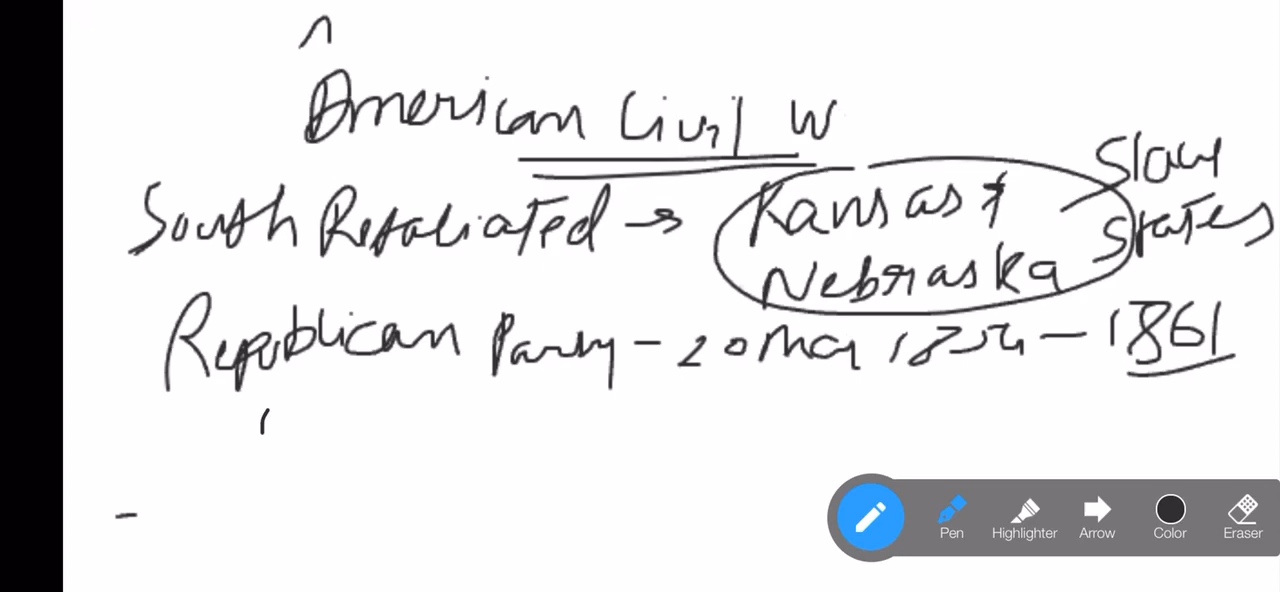 American Civil W
South Retaliated → Kansas & Slave
Nebraska States
Republican Party - 20 Mar 1854 - 1861
Pen Highlighter Arrow Color Eraser